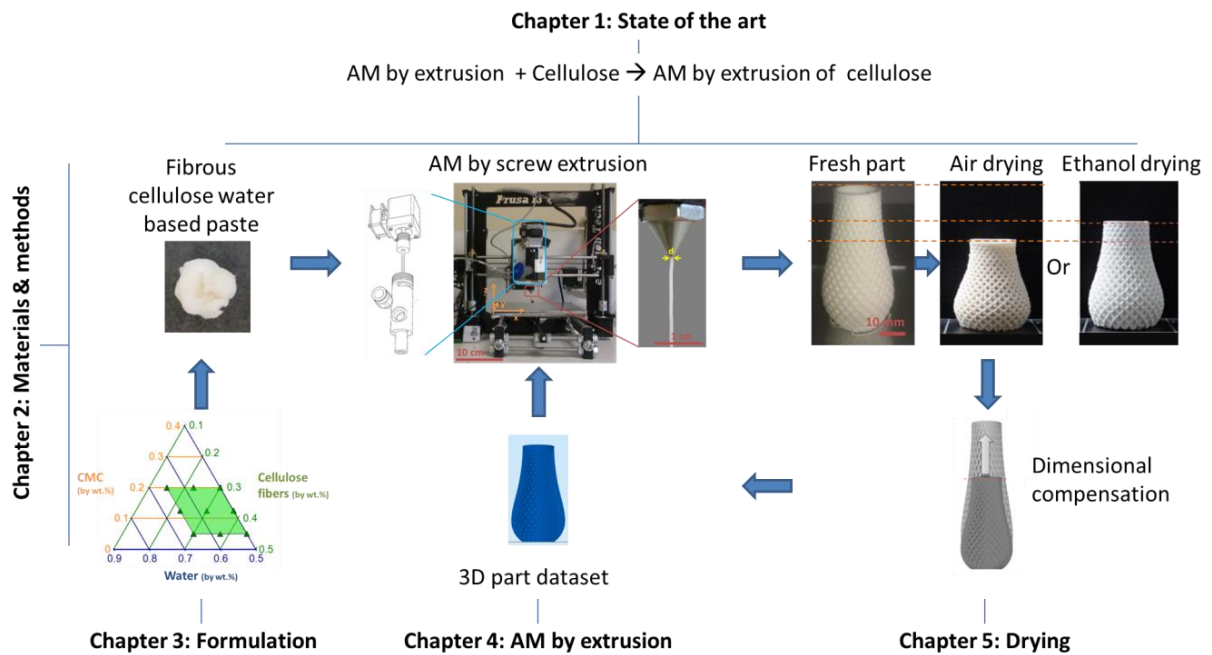 Chapter 1: State of the art
AM by extrusion + Cellulose → AM by extrusion of cellulose
Chapter 2: Materials & methods
Fibrous
cellulose water
based paste
AM by screw extrusion
Prusa i3
10 cm
d
Fresh part
10 mm
Air drying
Or
Ethanol drying
0.4
0.1
0.3
0.2
CMC
(by wt.%)
Cellulose
fibers (by wt.%)
0.2
0.3
0.1
0.4
0
0.5
0.9
0.8
0.7
0.6
0.5
Water (by wt.%)
3D part dataset
Dimensional
compensation
Chapter 3: Formulation
Chapter 4: AM by extrusion
Chapter 5: Drying